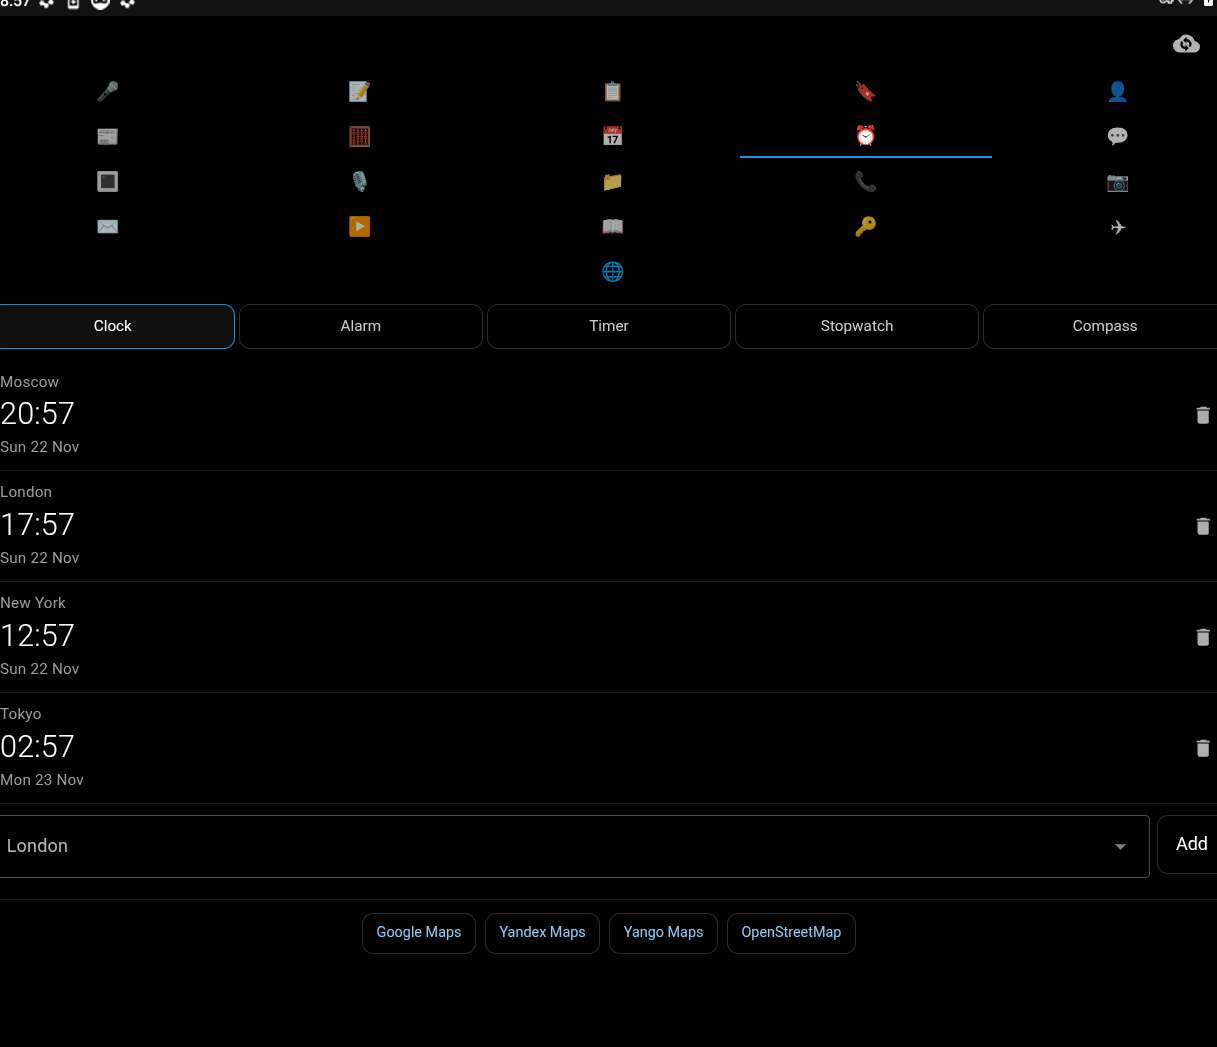 8:57
Clock
Alarm
Timer
Stopwatch
Compass
Moscow
20:57
Sun 22 Nov
London
17:57
Sun 22 Nov
New York
12:57
Sun 22 Nov
Tokyo
02:57
Mon 23 Nov
London
Add
Google Maps
Yandex Maps
Yango Maps
OpenStreetMap